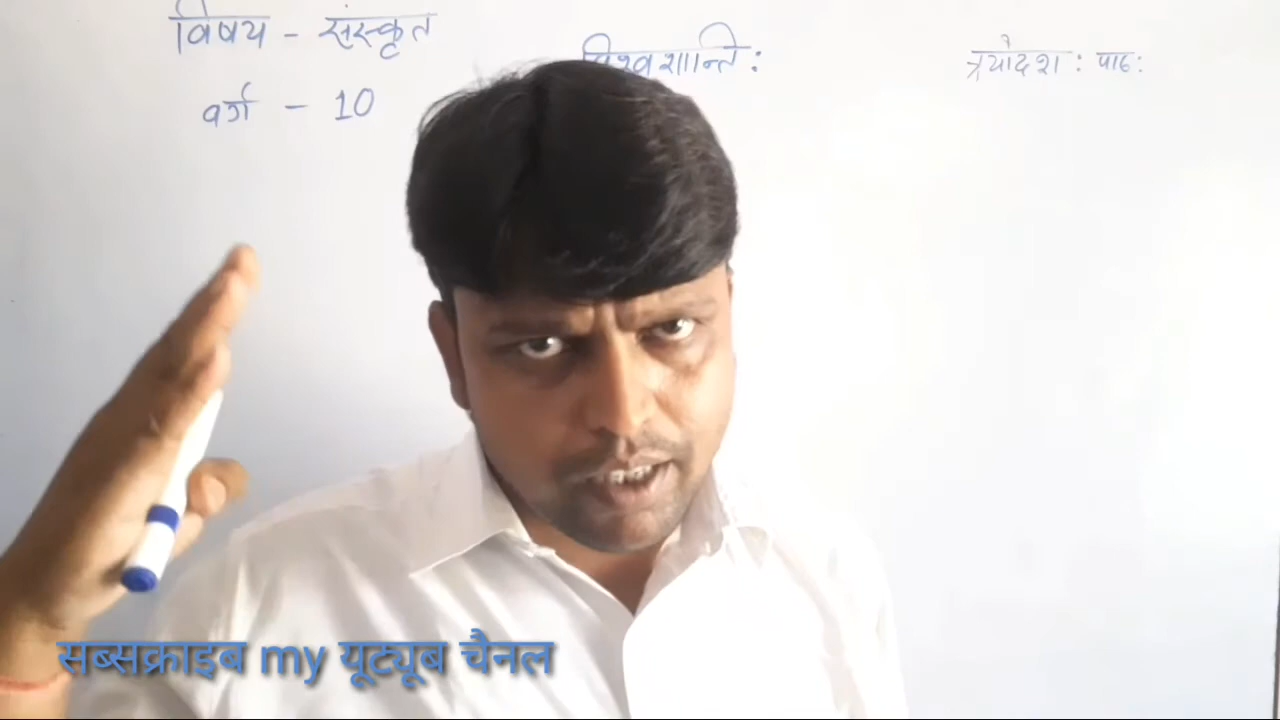 विषय - संस्कृत
विश्वशान्ति:
त्रयोदश: पाठ:
वर्ग - 10
सब्सक्राइब my यूट्यूब चैनल